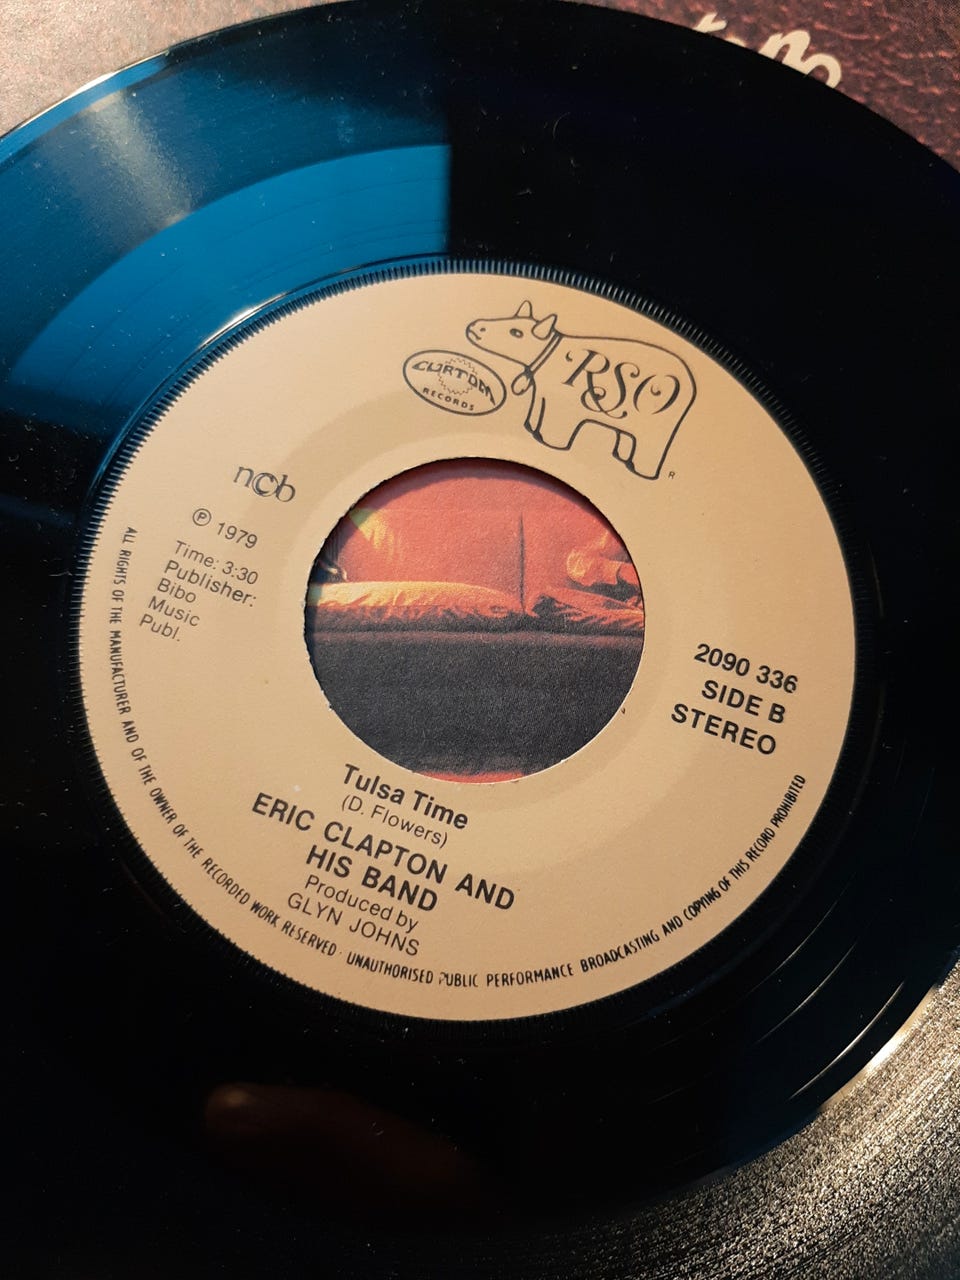 RSO
R
CURTOM
RECORDS
ncb
℗ 1979
Time: 3:30
Publisher:
Bibo
Music
Publ.
2090 336
SIDE B
STEREO
Tulsa Time
(D. Flowers)
ERIC CLAPTON AND
HIS BAND
Produced by
GLYN JOHNS
ALL RIGHTS OF THE MANUFACTURER AND OF THE OWNER OF THE RECORDED WORK RESERVED · UNAUTHORISED PUBLIC PERFORMANCE BROADCASTING AND COPYING OF THIS RECORD PROHIBITED